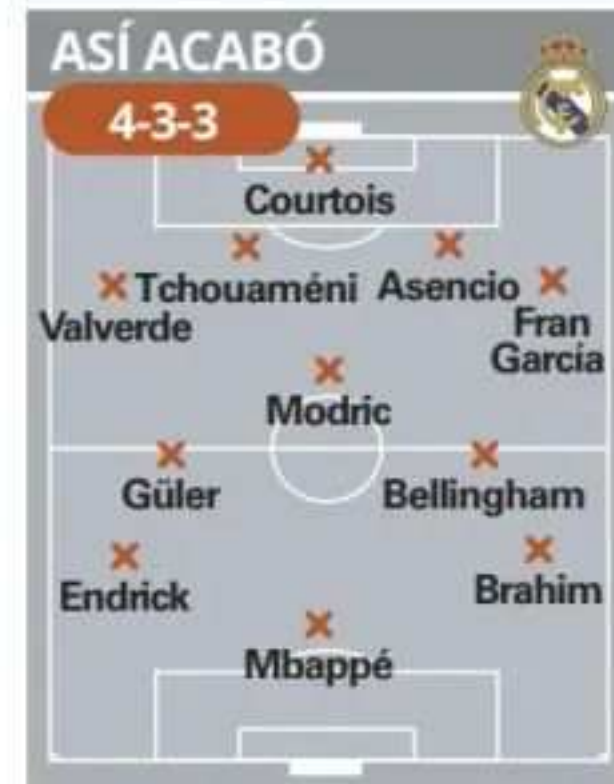 ASÍ ACABÓ
4-3-3
Courtois
Tchouaméni Asencio
Valverde
Fran
García
Modric
Güler Bellingham
Endrick Brahim
Mbappé